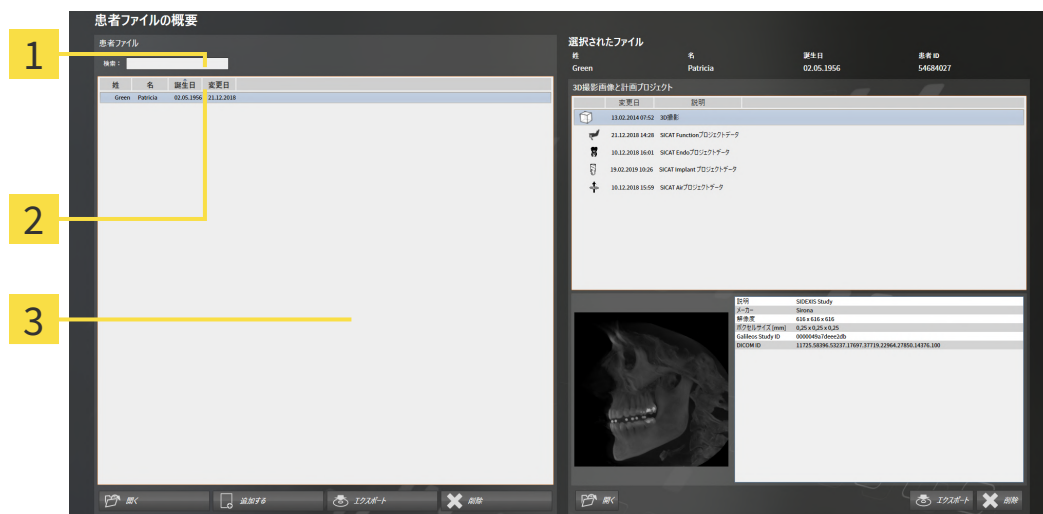 患者ファイルの概要
1
2
3
患者ファイル
検索：
姓 名 誕生日 変更日
Green Patricia 02.05.1956 21.12.2018
開く 追加する エクスポート 削除
選択されたファイル
姓 名 誕生日 患者 ID
Green Patricia 02.05.1956 54684027
3D撮影画像と計画プロジェクト
変更日 説明
13.02.2014 07:52 3D撮影
21.12.2018 14:28 SICAT Functionプロジェクトデータ
10.12.2018 16:01 SICAT Endoプロジェクトデータ
19.02.2019 10:26 SICAT Implant プロジェクトデータ
10.12.2018 15:59 SICAT Airプロジェクトデータ
説明 SIDEXIS Study
メーカー Sirona
解像度 616 x 616 x 616
ボクセルサイズ [mm] 0,25 x 0,25 x 0,25
Galileos Study ID 0000049a7deee2db
DICOM ID 11725.58396.53237.17697.37719.22964.27850.14376.100
開く エクスポート 削除